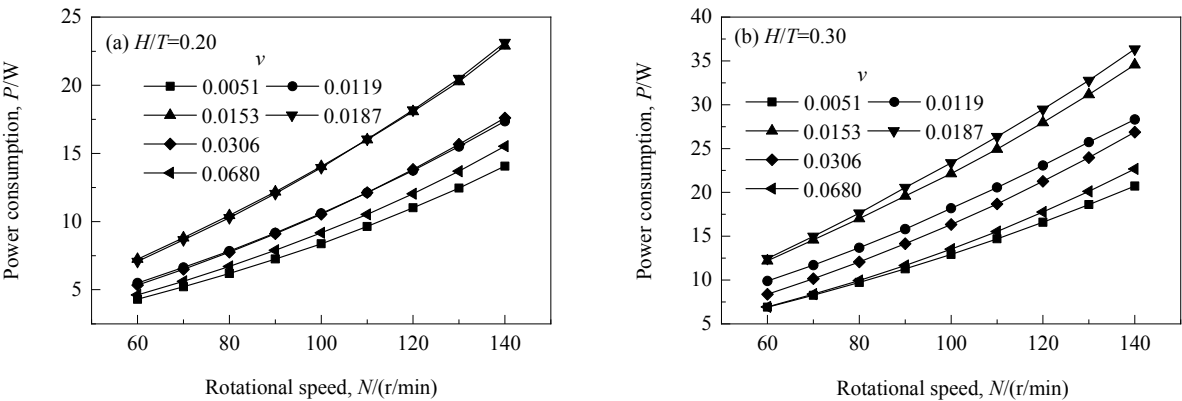 25
20
15
10
5
Power consumption, P/W
(a) H/T=0.20
v
0.0051 0.0119
0.0153 0.0187
0.0306
0.0680
60 80 100 120 140
Rotational speed, N/(r/min)
40
35
30
25
20
15
10
5
Power consumption, P/W
(b) H/T=0.30
v
0.0051 0.0119
0.0153 0.0187
0.0306
0.0680
60 80 100 120 140
Rotational speed, N/(r/min)